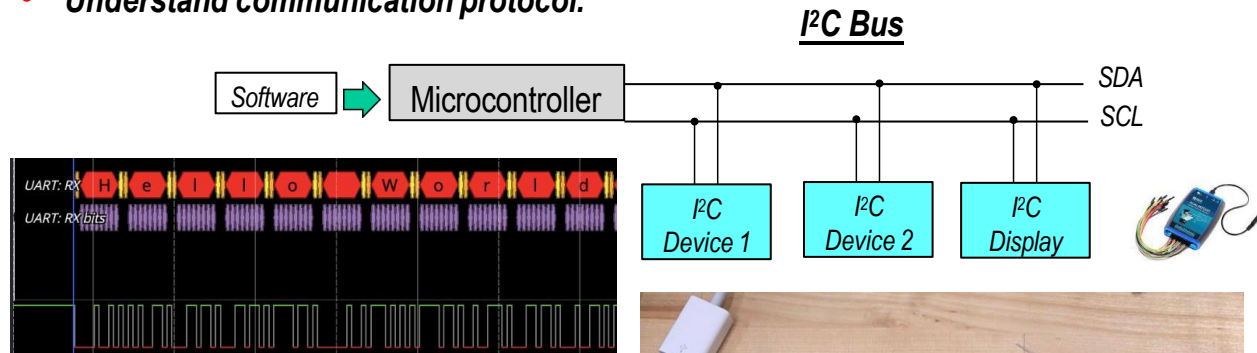 • Understand communication protocol.
I²C Bus
Software
Microcontroller
SDA
SCL
UART: RX H e l l o W o r l d
UART: RX bits
I²C
Device 1
I²C
Device 2
I²C
Display